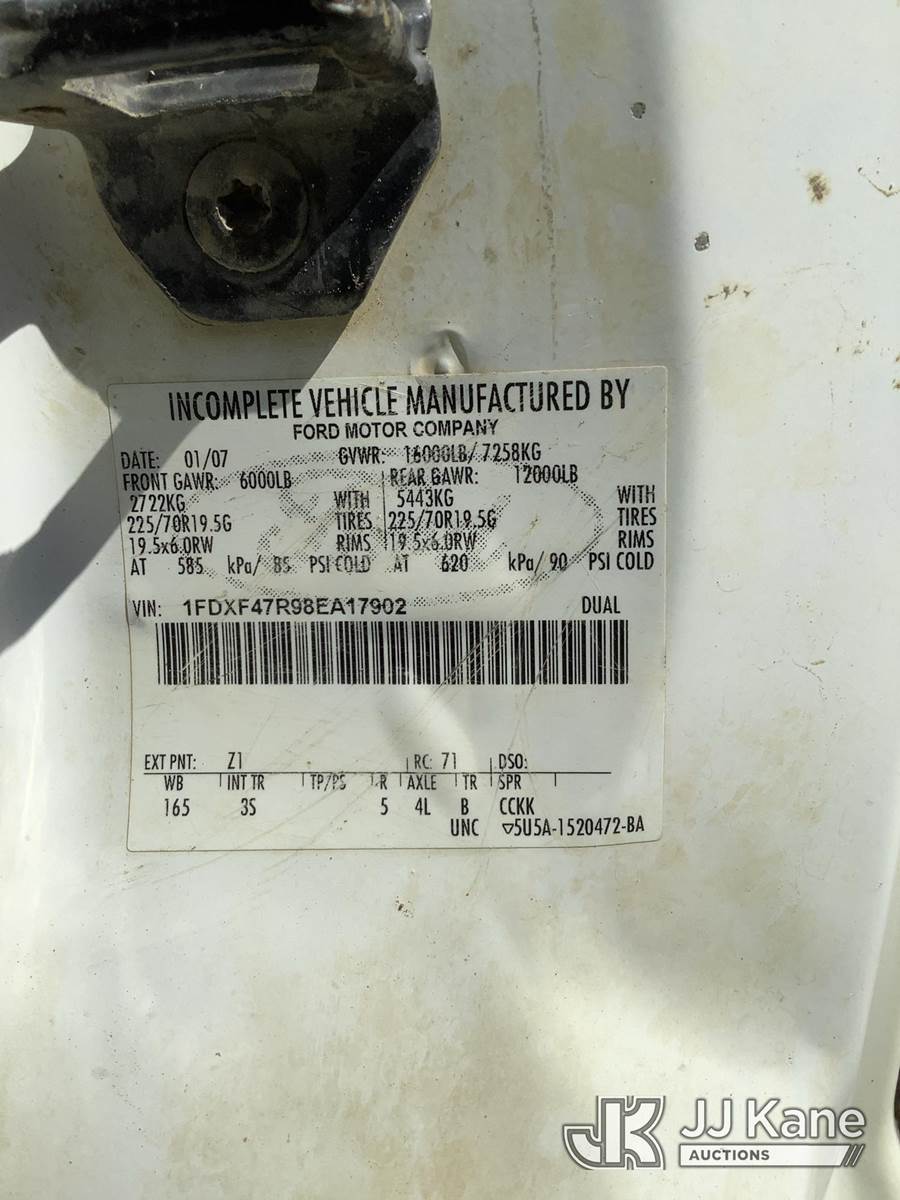 INCOMPLETE VEHICLE MANUFACTURED BY
FORD MOTOR COMPANY
DATE: 01/07 GVWR: 16000LB/ 7258KG
FRONT GAWR: 6000LB REAR GAWR: 12000LB
2722KG WITH 5443KG WITH
225/70R19.5G TIRES 225/70R19.5G TIRES
19.5x6.0RW RIMS 19.5x6.0RW RIMS
AT 585 kPa/ 85 PSI COLD AT 620 kPa/ 90 PSI COLD
VIN: 1FDXF47R98EA17902 DUAL
EXT PNT: Z1 RC: 71 DSO:
WB INT TR TP/PS R AXLE TR SPR
165 3S 5 4L B CCKK
UNC ▽5U5A-1520472-BA
JK JJ Kane
AUCTIONS